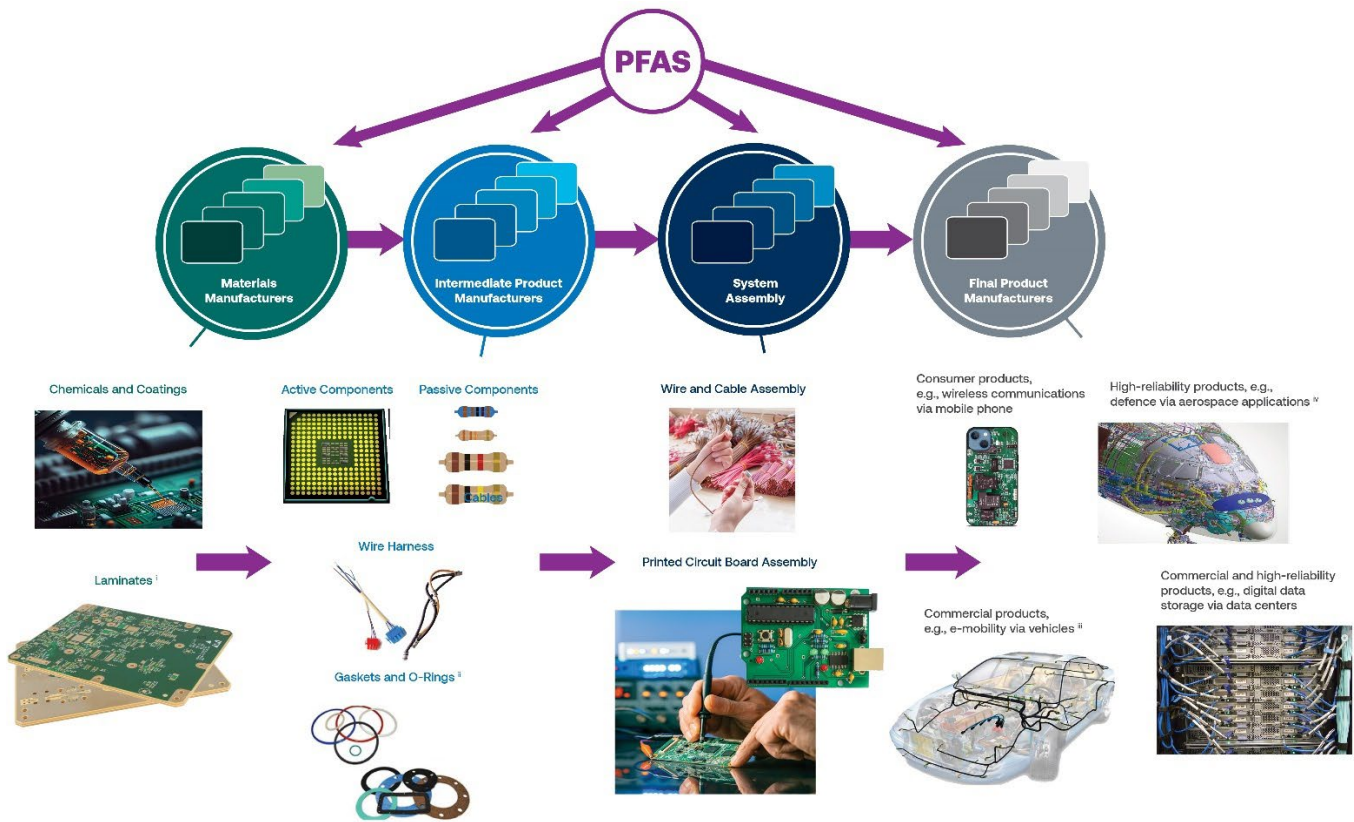 PFAS
Materials
Manufacturers
Intermediate Product
Manufacturers
System
Assembly
Final Product
Manufacturers
Chemicals and Coatings
Laminates i
Active Components
Passive Components
Cables
Wire Harness
Gaskets and O-Rings ii
Wire and Cable Assembly
Printed Circuit Board Assembly
Consumer products,
e.g., wireless communications
via mobile phone
High-reliability products, e.g.,
defence via aerospace applications iv
Commercial products,
e.g., e-mobility via vehicles iii
Commercial and high-reliability
products, e.g., digital data
storage via data centers